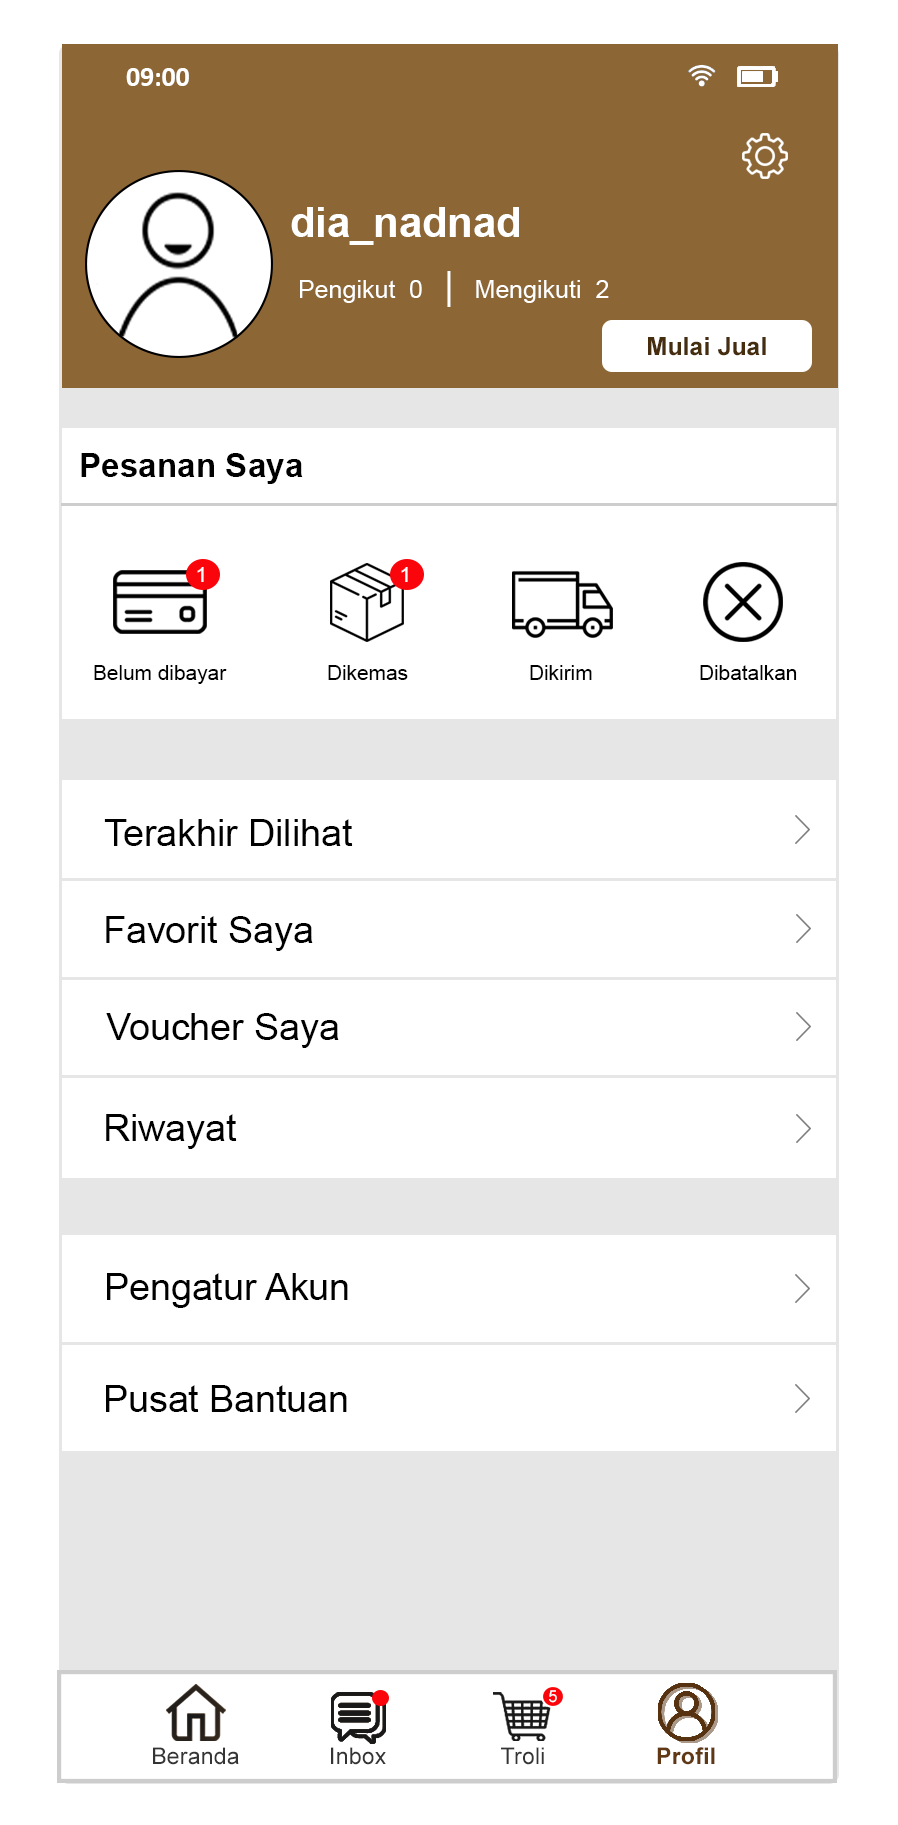 09:00
dia_nadnad
Pengikut 0 | Mengikuti 2
Mulai Jual
Pesanan Saya
1 1
Belum dibayar Dikemas Dikirim Dibatalkan
Terakhir Dilihat
Favorit Saya
Voucher Saya
Riwayat
Pengatur Akun
Pusat Bantuan
5
Beranda Inbox Troli Profil